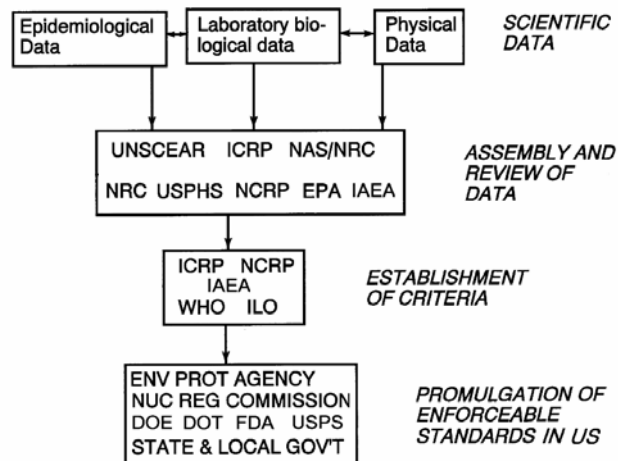 Epidemiological
Data
Laboratory bio-
logical data
Physical
Data
SCIENTIFIC
DATA
UNSCEAR ICRP NAS/NRC
NRC USPHS NCRP EPA IAEA
ASSEMBLY AND
REVIEW OF
DATA
ICRP NCRP
IAEA
WHO ILO
ESTABLISHMENT
OF CRITERIA
ENV PROT AGENCY
NUC REG COMMISSION
DOE DOT FDA USPS
STATE & LOCAL GOV'T
PROMULGATION OF
ENFORCEABLE
STANDARDS IN US